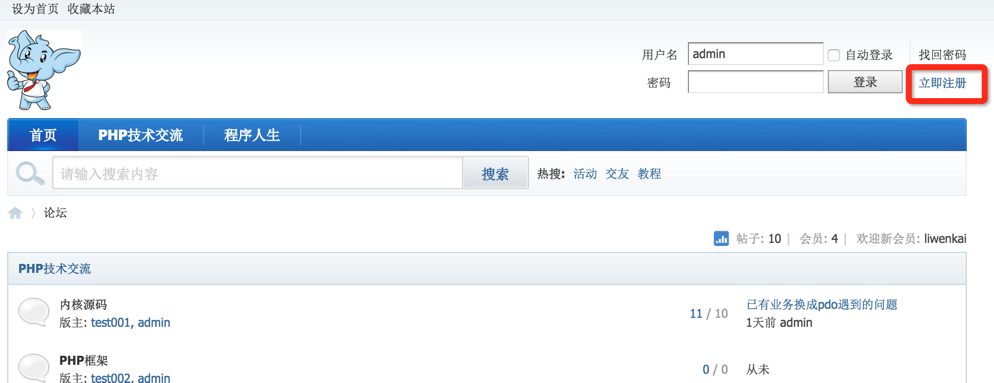 设为首页 收藏本站
用户名 admin 自动登录 找回密码
密码 登录 立即注册
首页 PHP技术交流 程序人生
请输入搜索内容 搜索 热搜: 活动 交友 教程
论坛
帖子: 10 | 会员: 4 | 欢迎新会员: liwenkai
PHP技术交流
内核源码 已有业务换成pdo遇到的问题
版主: test001, admin 11 / 10 1天前 admin
PHP框架
0 / 0 从未
版主: test002, admin